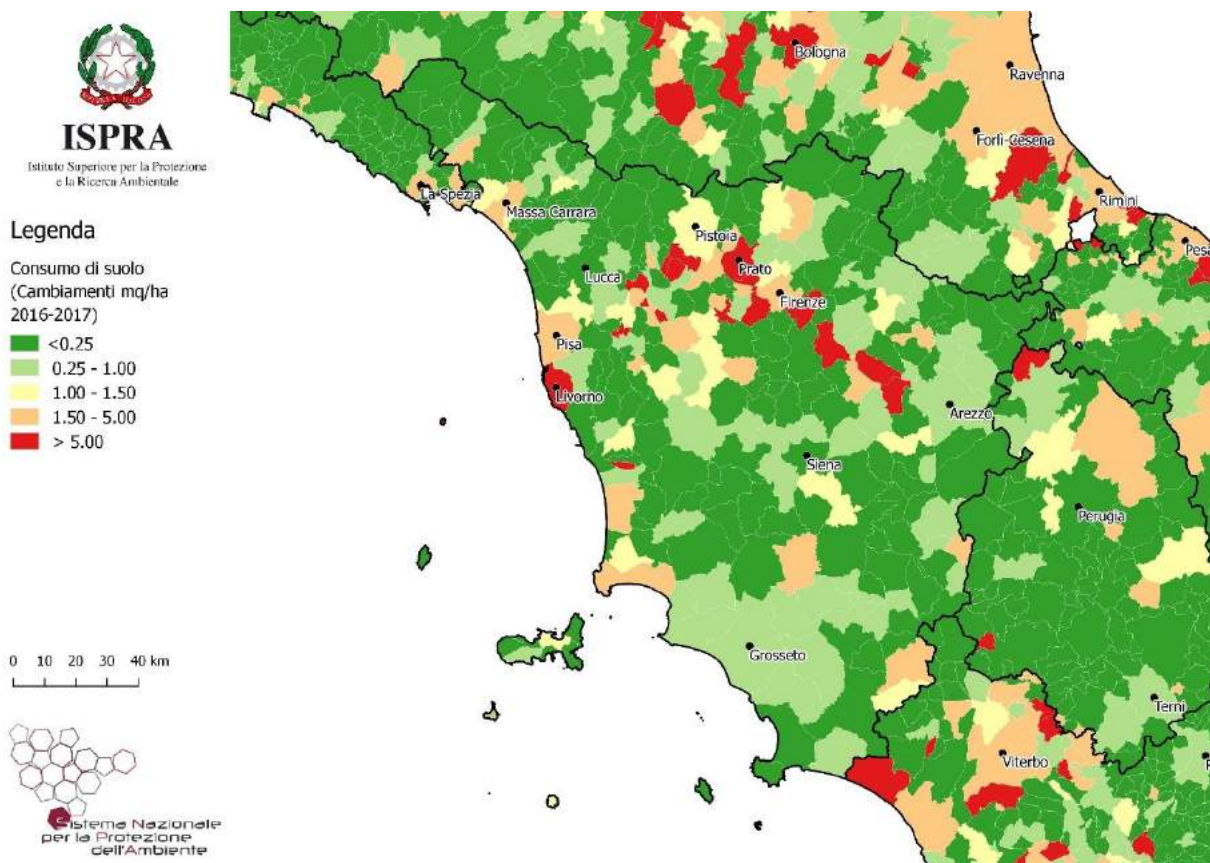 ISPRA
Istituto Superiore per la Protezione
e la Ricerca Ambientale
Legenda
Consumo di suolo
(Cambiamenti mq/ha
2016-2017)
<0.25
0.25 - 1.00
1.00 - 1.50
1.50 - 5.00
> 5.00
0 10 20 30 40 km
Sistema Nazionale
per la Protezione
dell'Ambiente
Bologna
Ravenna
Forlì-Cesena
La Spezia
Massa Carrara
Rimini
Pistoia
Pes
Lucca
Prato
Firenze
Pisa
Livorno
Arezzo
Siena
Perugia
Grosseto
Terni
Viterbo